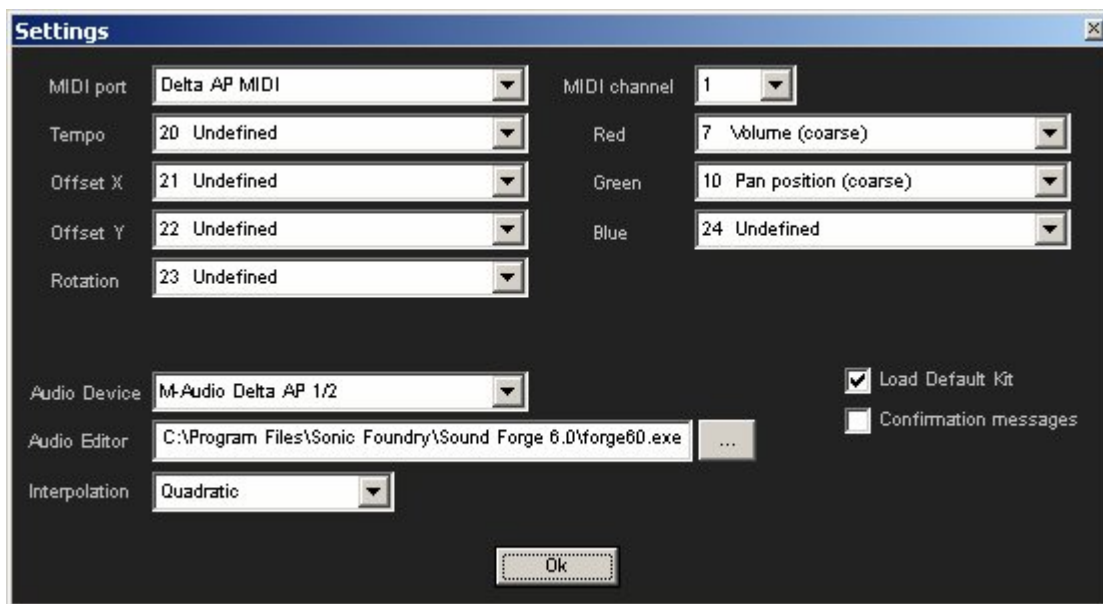 Settings
MIDI port Delta AP MIDI MIDI channel 1
Tempo 20 Undefined Red 7 Volume (coarse)
Offset X 21 Undefined Green 10 Pan position (coarse)
Offset Y 22 Undefined Blue 24 Undefined
Rotation 23 Undefined
Audio Device M-Audio Delta AP 1/2 Load Default Kit
Audio Editor C:\Program Files\Sonic Foundry\Sound Forge 6.0\forge60.exe ... Confirmation messages
Interpolation Quadratic
Ok